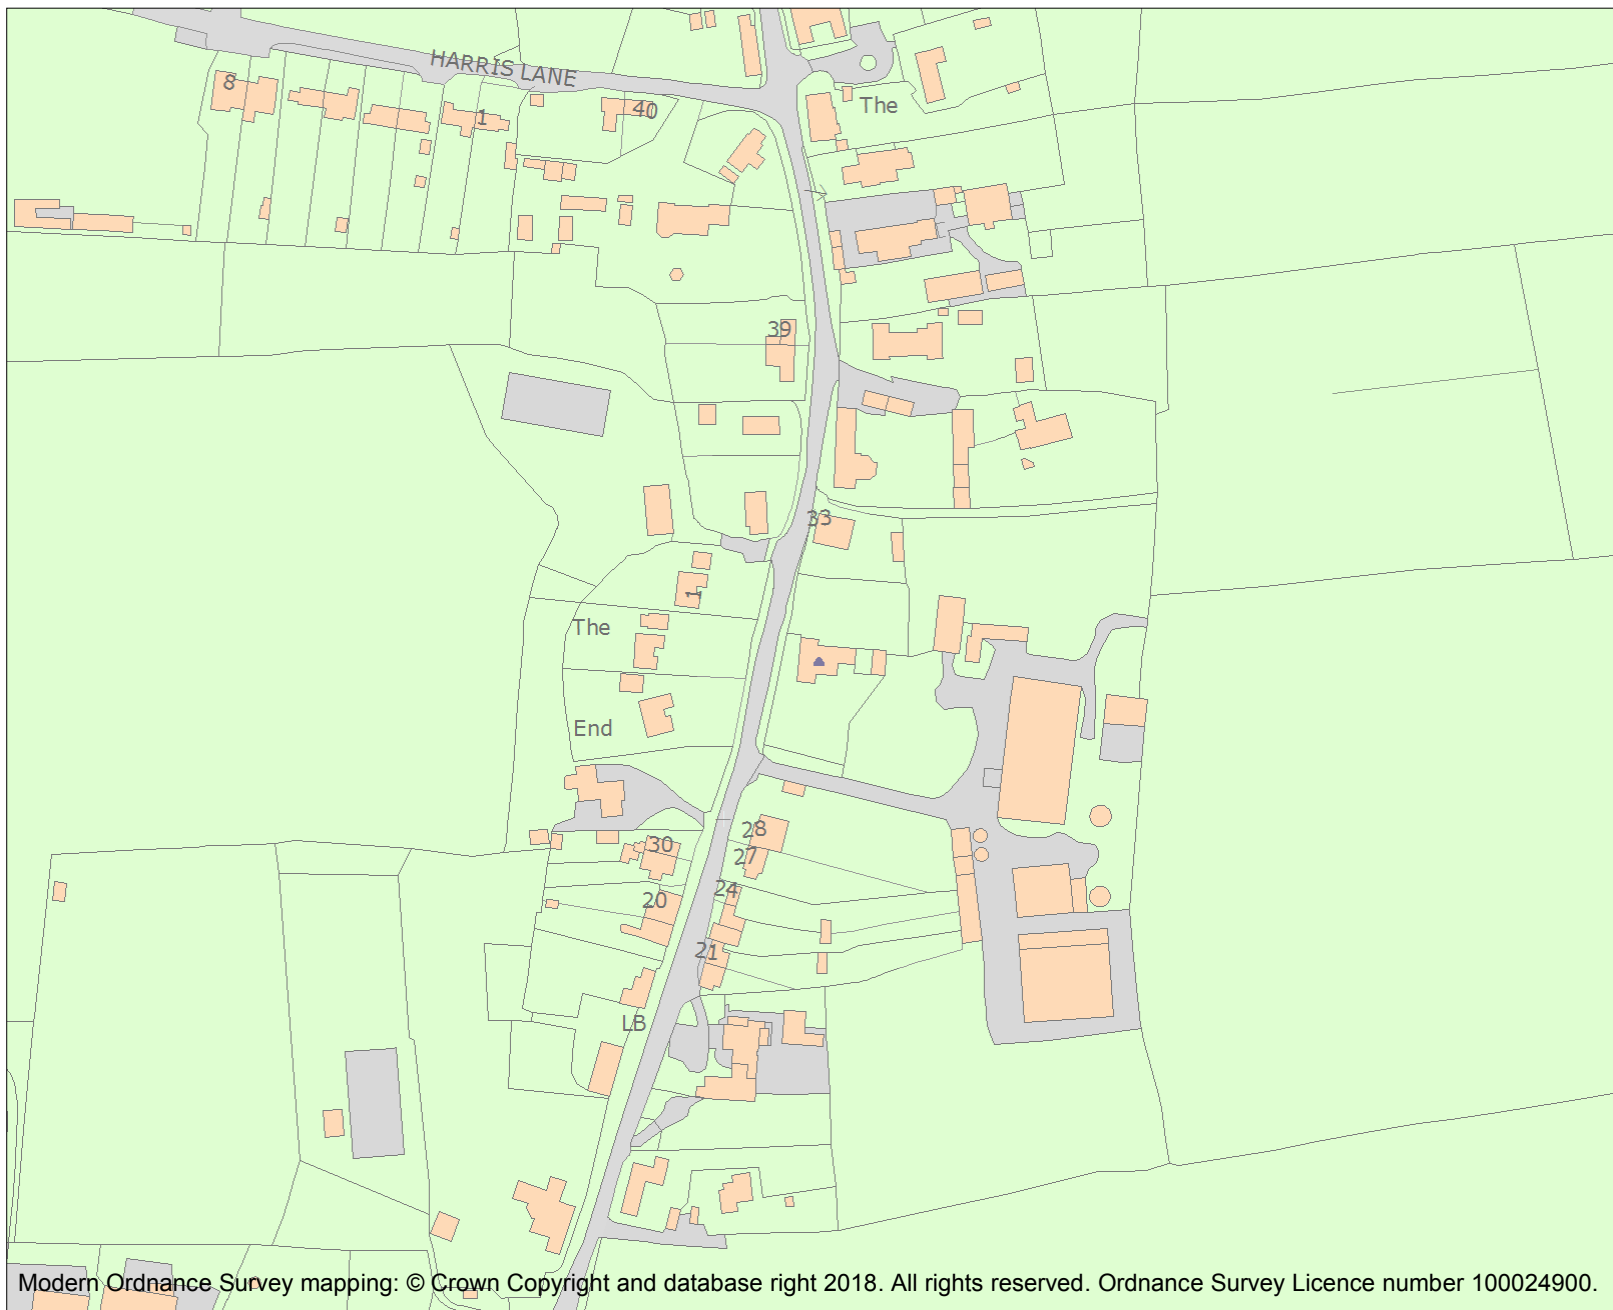 HARRIS LANE
8
1
40
The
39
33
1
The
End
28
27
30
24
20
21
LB
Modern Ordnance Survey mapping: © Crown Copyright and database right 2018. All rights reserved. Ordnance Survey Licence number 100024900.